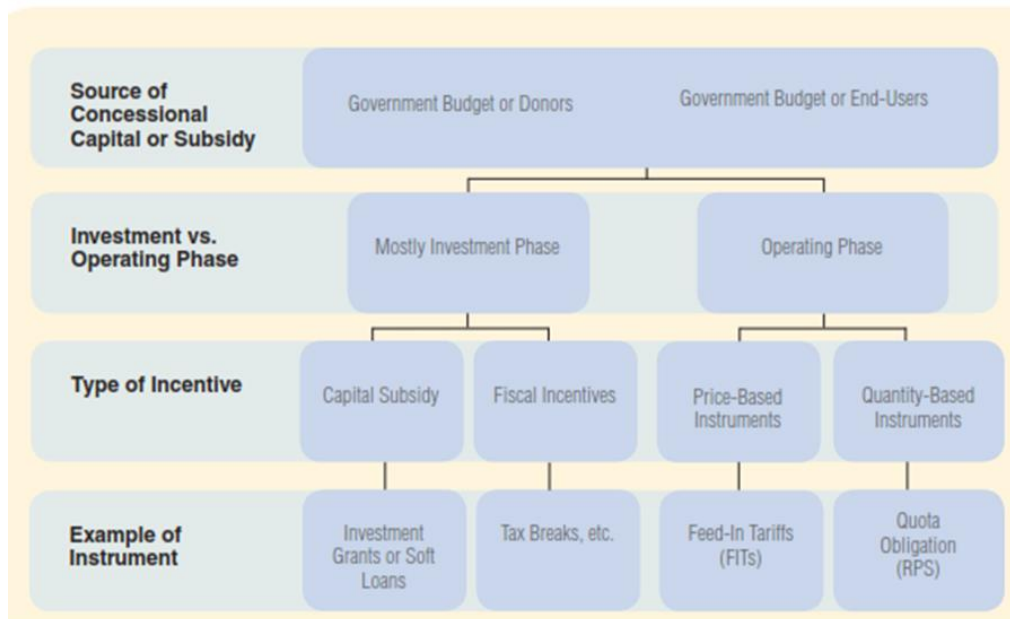 Source of
Concessional
Capital or Subsidy
Government Budget or Donors
Government Budget or End-Users
Investment vs.
Operating Phase
Mostly Investment Phase
Operating Phase
Type of Incentive
Capital Subsidy
Fiscal Incentives
Price-Based
Instruments
Quantity-Based
Instruments
Example of
Instrument
Investment
Grants or Soft
Loans
Tax Breaks, etc.
Feed-In Tariffs
(FITs)
Quota
Obligation
(RPS)